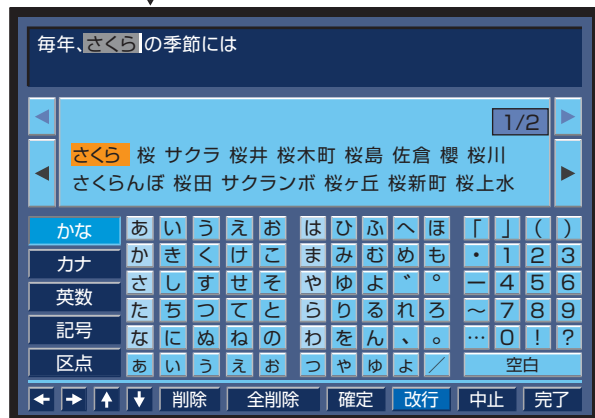 毎年、さくらの季節には
1/2
さくら 桜 サクラ 桜井 桜木町 桜島 佐倉 櫻 桜川
さくらんぼ 桜田 サクランボ 桜ヶ丘 桜新町 桜上水
かな
カナ
英数
記号
区点
あ い う え お は ひ ふ へ ほ 「 」 ( )
か き く け こ ま み む め も ・ 1 2 3
さ し す せ そ や ゆ よ ゛ ゜ ー 4 5 6
た ち つ て と ら り る れ ろ ~ 7 8 9
な に ぬ ね の わ を ん 、 。 … 0 ! ?
ぁ ぃ ぅ ぇ ぉ っ ゃ ゅ ょ / 空白
← → ↑ ↓ 削除 全削除 確定 改行 中止 完了